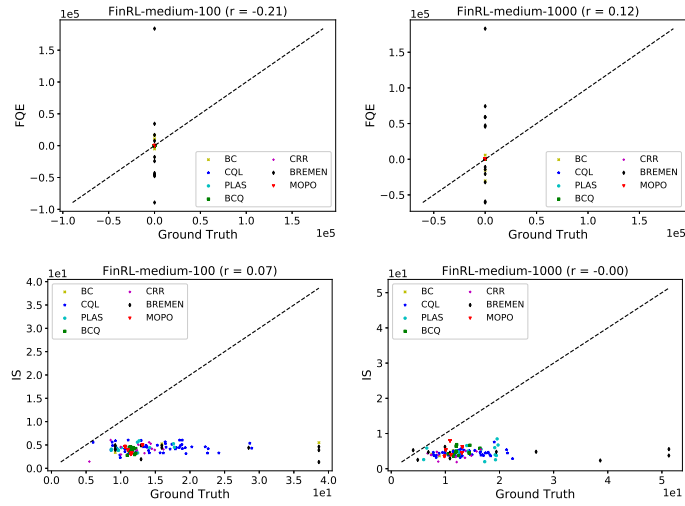 FinRL-medium-100 (r = -0.21)
1e5
1.5
1.0
0.5
0.0
−0.5
−1.0
FQE
BC
CQL
PLAS
BCQ
CRR
BREMEN
MOPO
−1.0 −0.5 0.0 0.5 1.0 1.5
Ground Truth
1e5
FinRL-medium-1000 (r = 0.12)
1e5
1.5
1.0
0.5
0.0
−0.5
FQE
BC
CQL
PLAS
BCQ
CRR
BREMEN
MOPO
−0.5 0.0 0.5 1.0 1.5
Ground Truth
1e5
FinRL-medium-100 (r = 0.07)
1e1
4.0
3.5
3.0
2.5
2.0
1.5
1.0
0.5
0.0
IS
BC
CQL
PLAS
BCQ
CRR
BREMEN
MOPO
0.0 0.5 1.0 1.5 2.0 2.5 3.0 3.5 4.0
Ground Truth
1e1
FinRL-medium-1000 (r = -0.00)
1e1
5
4
3
2
1
0
IS
BC
CQL
PLAS
BCQ
CRR
BREMEN
MOPO
0 1 2 3 4 5
Ground Truth
1e1